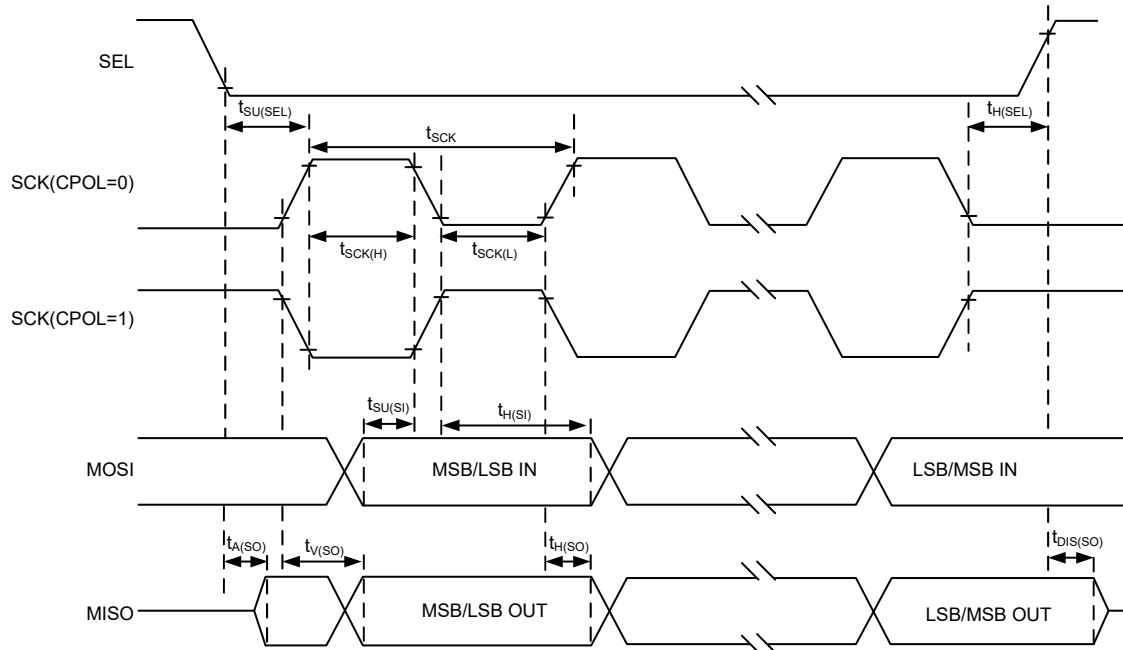 SEL
tSU(SEL)
tH(SEL)
tSCK
SCK(CPOL=0)
tSCK(H)
tSCK(L)
SCK(CPOL=1)
tSU(SI)
tH(SI)
MOSI
MSB/LSB IN
LSB/MSB IN
tA(SO)
tV(SO)
tH(SO)
tDIS(SO)
MISO
MSB/LSB OUT
LSB/MSB OUT